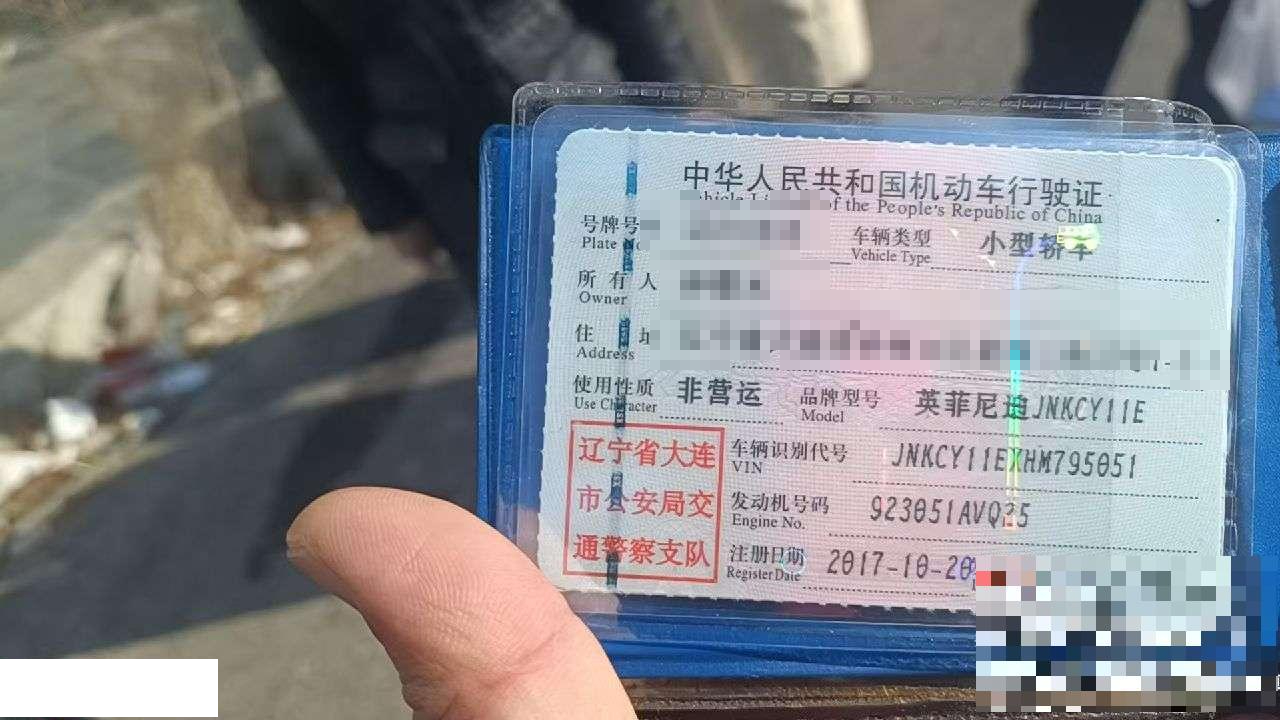 中华人民共和国机动车行驶证
of the People's Republic of China
号牌号
Plate No
车辆类型
Vehicle Type
小型轿车
所有人
Owner
住址
Address
使用性质
Use Character
非营运
品牌型号
Model
英菲尼迪JNKCY11E
辽宁省大连
市公安局交
通警察支队
车辆识别代号
VIN
JNKCY11EXHM795051
发动机号码
Engine No.
923051AVQ35
注册日期
Register Date
2017-10-20